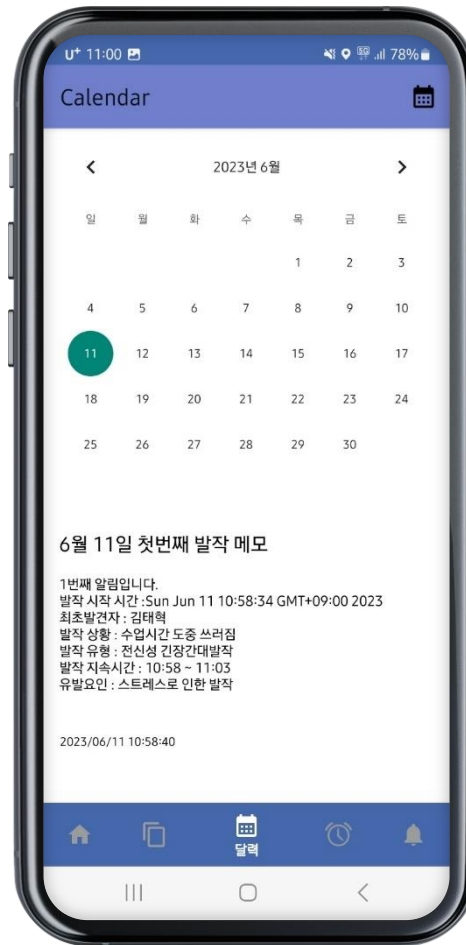 U+ 11:00 5G 78%
Calendar
2023년 6월
일 월 화 수 목 금 토
1 2 3
4 5 6 7 8 9 10
11 12 13 14 15 16 17
18 19 20 21 22 23 24
25 26 27 28 29 30
6월 11일 첫번째 발작 메모
1번째 알림입니다.
발작 시작 시간 :Sun Jun 11 10:58:34 GMT+09:00 2023
최초발견자 : 김태혁
발작 상황 : 수업시간 도중 쓰러짐
발작 유형 : 전신성 긴장간대발작
발작 지속시간 : 10:58 ~ 11:03
유발요인 : 스트레스로 인한 발작
2023/06/11 10:58:40
달력